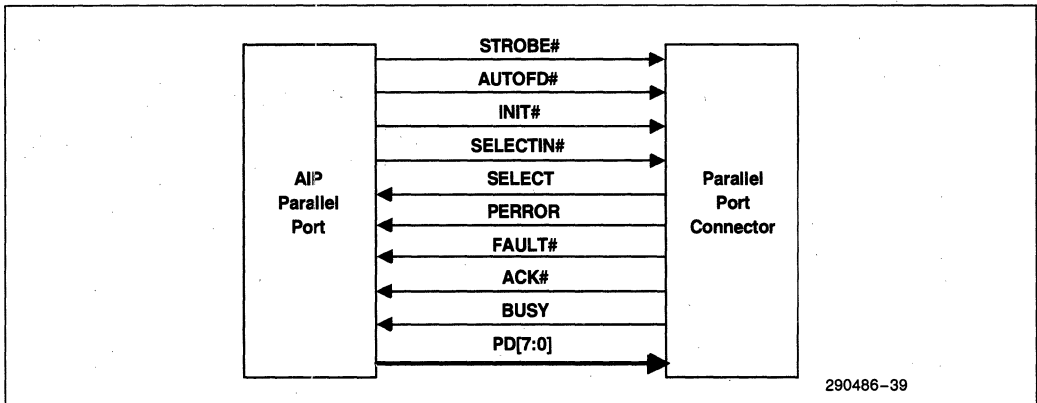 STROBE#
AUTOFD#
INIT#
SELECTIN#
SELECT
PERROR
FAULT#
ACK#
BUSY
PD[7:0]
AIP
Parallel
Port
Parallel
Port
Connector
290486-39